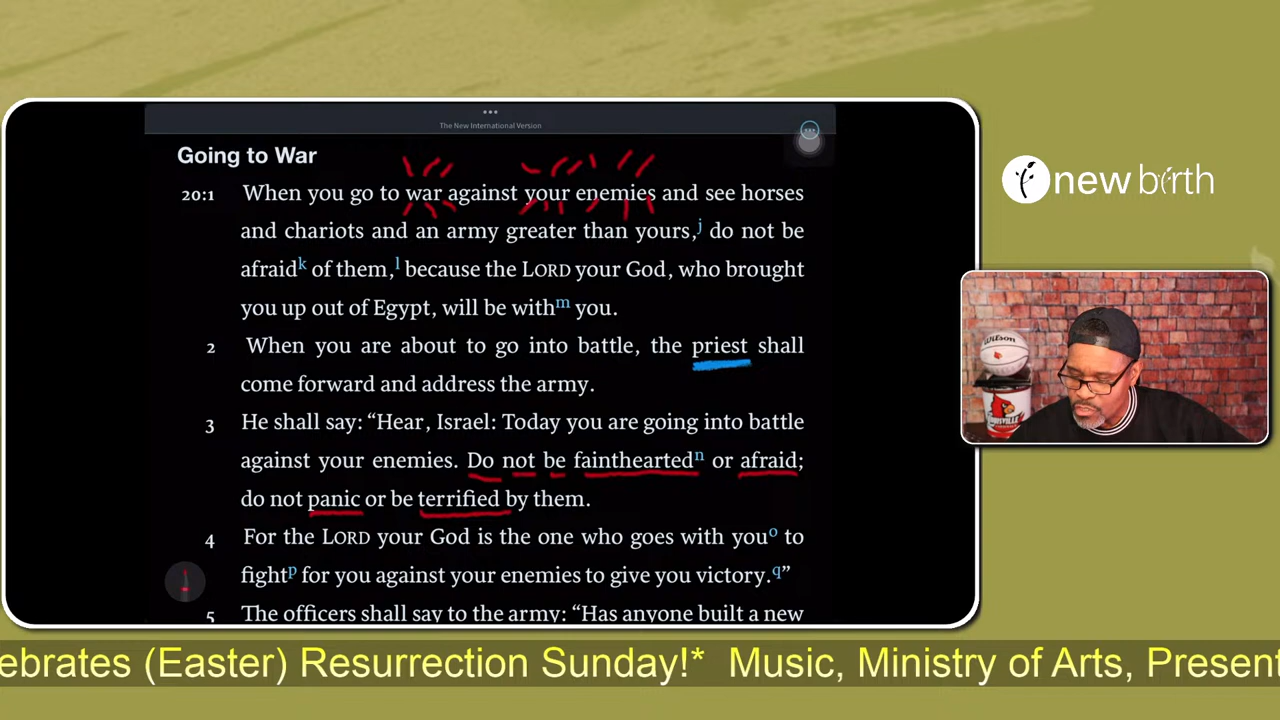 The New International Version
Going to War
20:1 When you go to war against your enemies and see horses
and chariots and an army greater than yours,j do not be
afraidk of them,l because the LORD your God, who brought
you up out of Egypt, will be withm you.
2 When you are about to go into battle, the priest shall
come forward and address the army.
3 He shall say: “Hear, Israel: Today you are going into battle
against your enemies. Do not be faintheartedn or afraid;
do not panic or be terrified by them.
4 For the LORD your God is the one who goes with youo to
fightp for you against your enemies to give you victory.q”
5 The officers shall say to the army: “Has anyone built a new
new birth
Wilson
ebrates (Easter) Resurrection Sunday!* Music, Ministry of Arts, Present